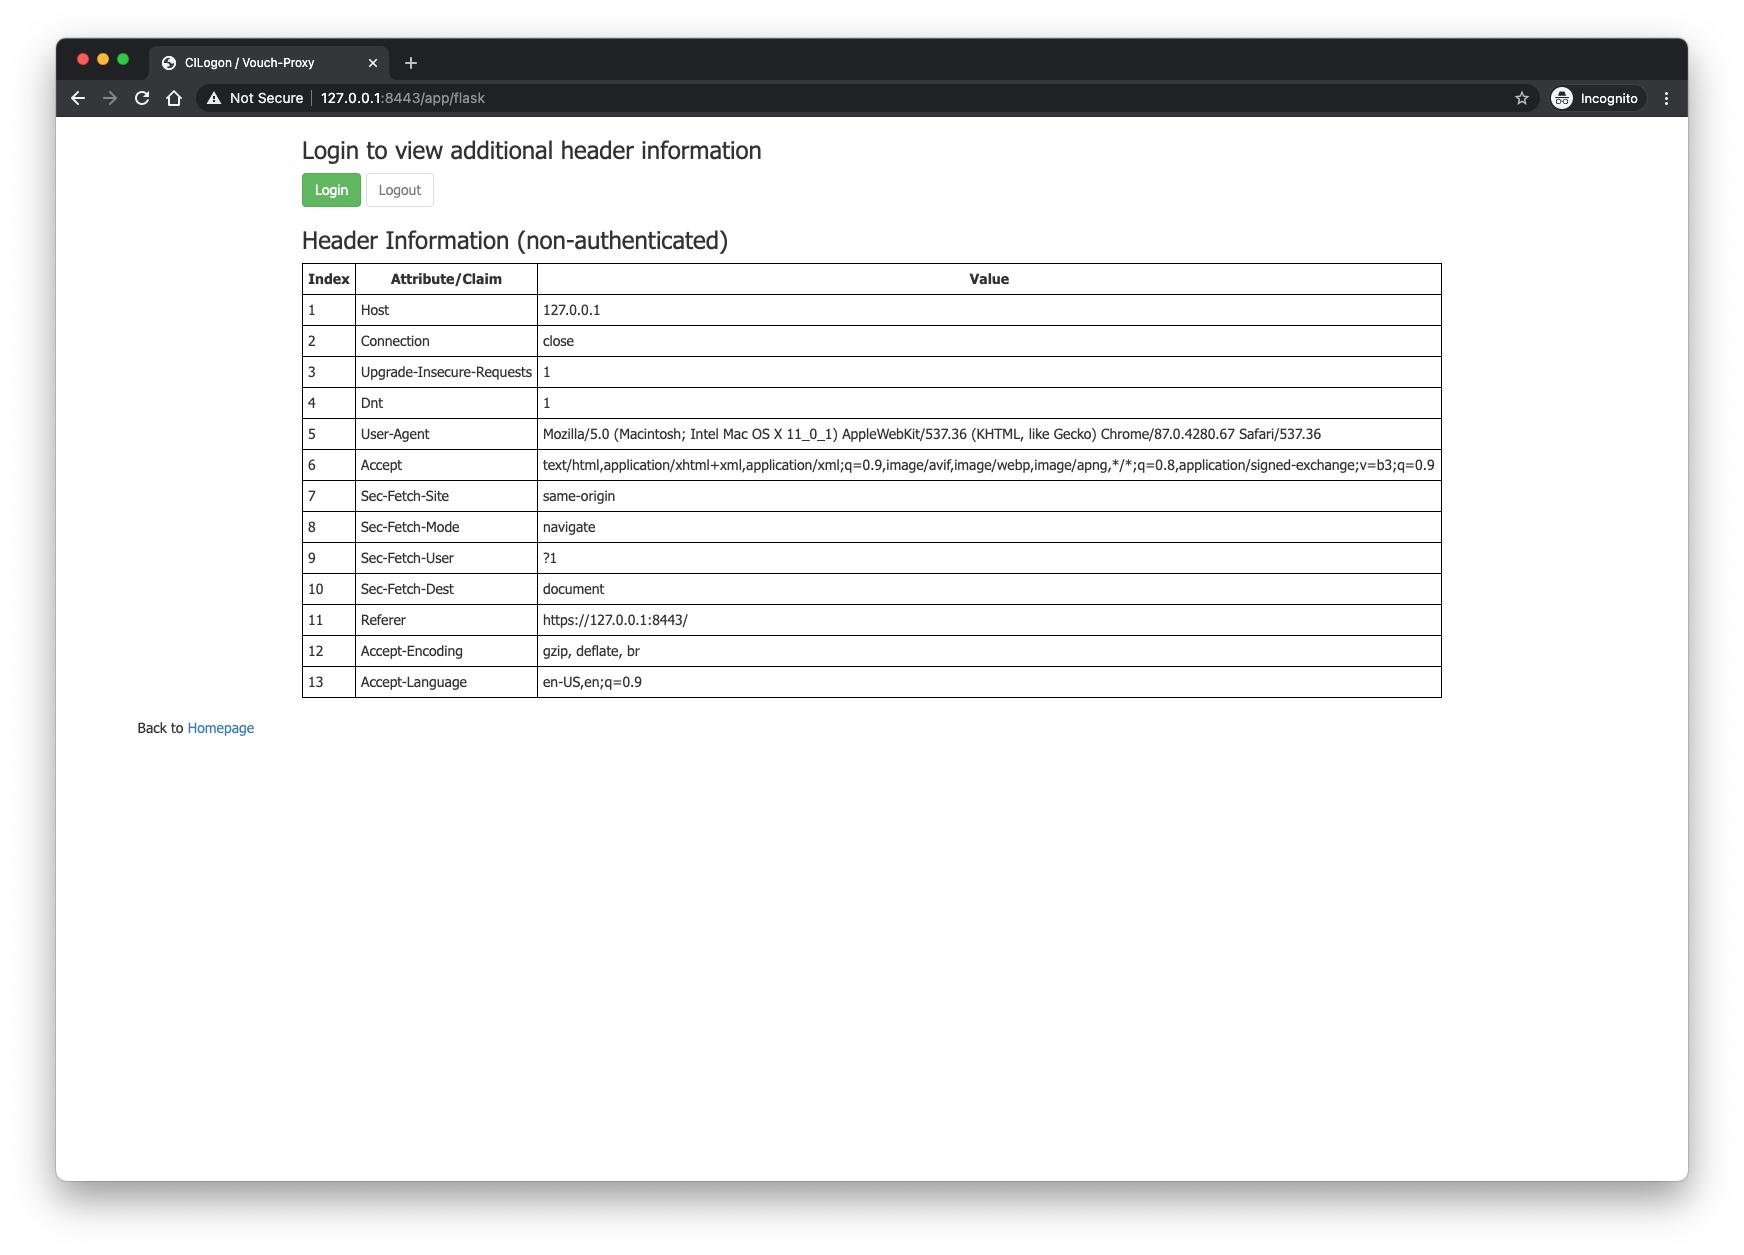 CILogon / Vouch-Proxy
Not Secure 127.0.0.1:8443/app/flask Incognito
Login to view additional header information
Login Logout
Header Information (non-authenticated)
Index Attribute/Claim Value
1 Host 127.0.0.1
2 Connection close
3 Upgrade-Insecure-Requests 1
4 Dnt 1
5 User-Agent Mozilla/5.0 (Macintosh; Intel Mac OS X 11_0_1) AppleWebKit/537.36 (KHTML, like Gecko) Chrome/87.0.4280.67 Safari/537.36
6 Accept text/html,application/xhtml+xml,application/xml;q=0.9,image/avif,image/webp,image/apng,*/*;q=0.8,application/signed-exchange;v=b3;q=0.9
7 Sec-Fetch-Site same-origin
8 Sec-Fetch-Mode navigate
9 Sec-Fetch-User ?1
10 Sec-Fetch-Dest document
11 Referer https://127.0.0.1:8443/
12 Accept-Encoding gzip, deflate, br
13 Accept-Language en-US,en;q=0.9
Back to Homepage